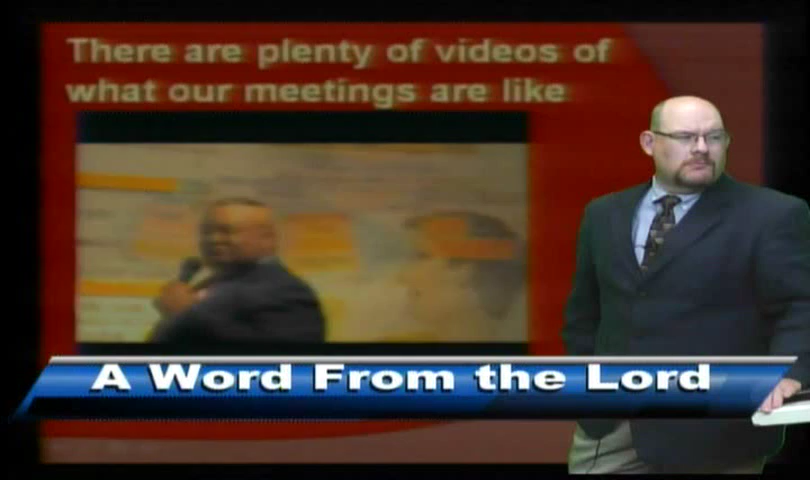 There are plenty of videos of
what our meetings are like
A Word From the Lord